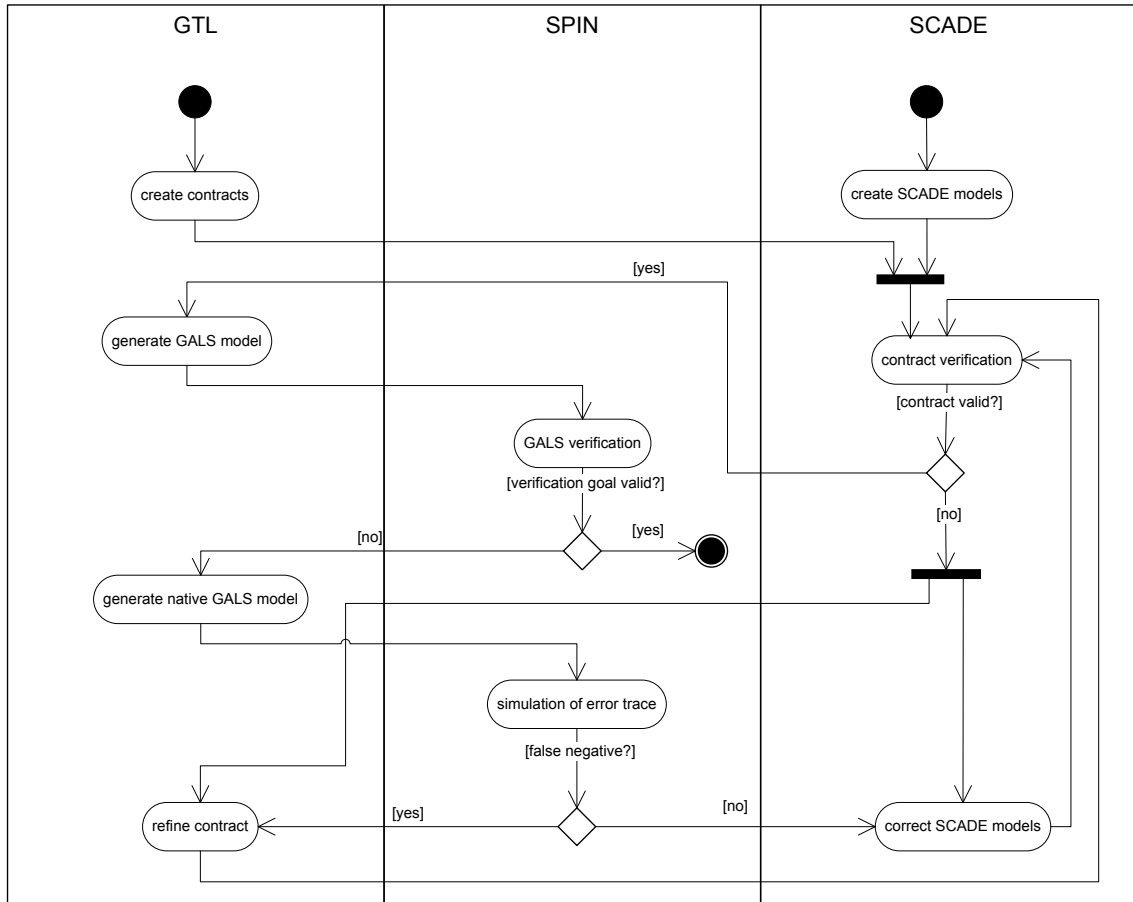 GTL
SPIN
SCADE
create contracts
create SCADE models
[yes]
generate GALS model
contract verification
[contract valid?]
GALS verification
[verification goal valid?]
[no]
[no]
[yes]
generate native GALS model
simulation of error trace
[false negative?]
[yes]
[no]
refine contract
correct SCADE models